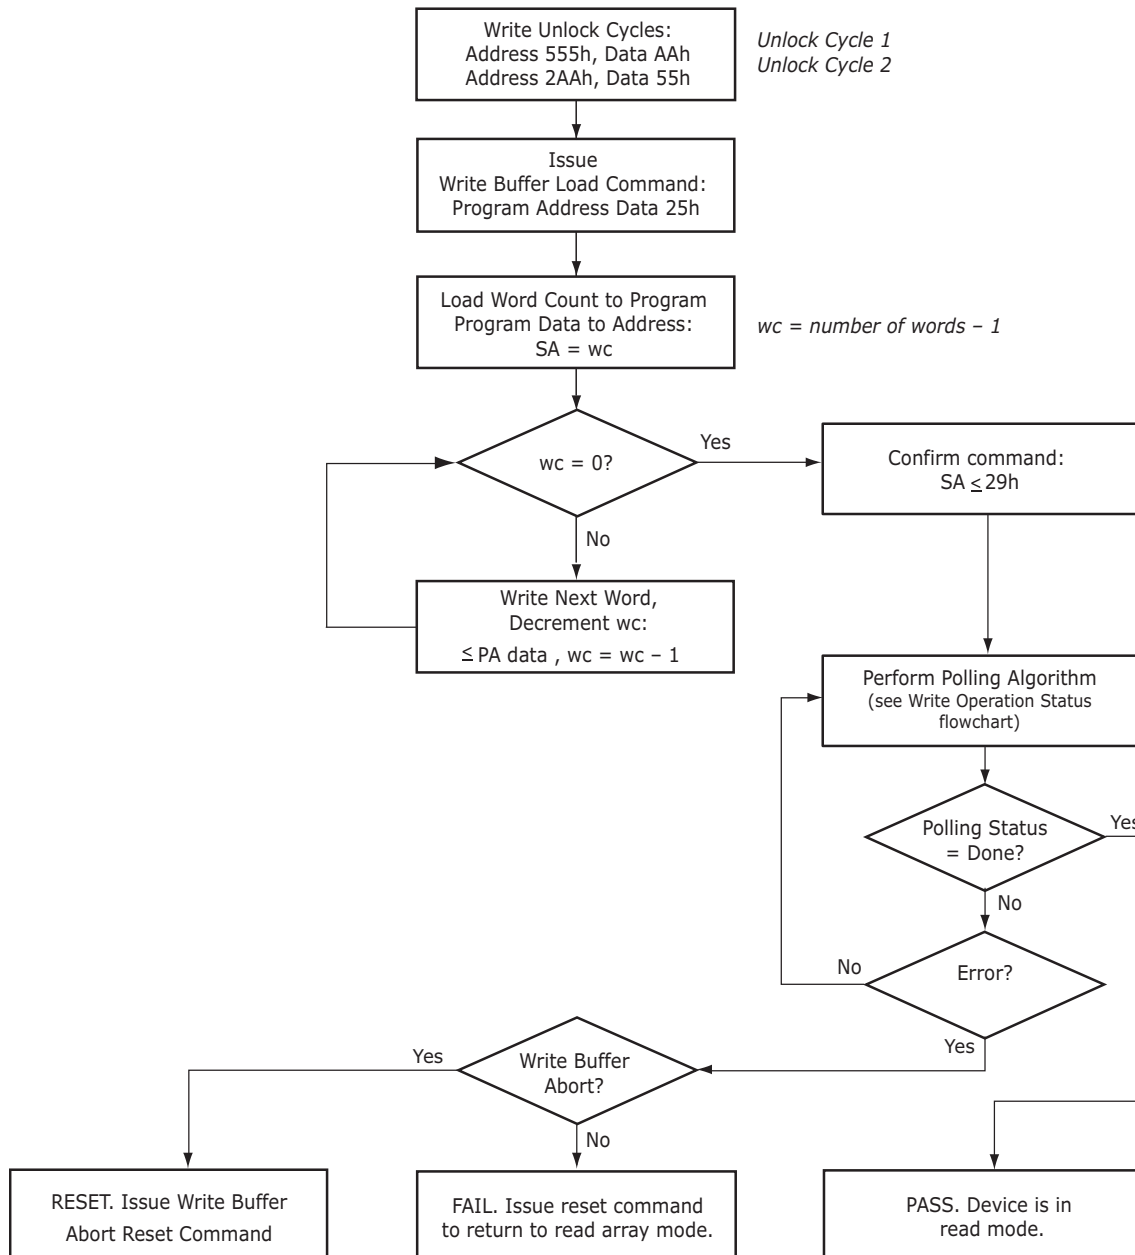 Write Unlock Cycles:
Address 555h, Data AAh
Address 2AAh, Data 55h
Unlock Cycle 1
Unlock Cycle 2
Issue
Write Buffer Load Command:
Program Address Data 25h
Load Word Count to Program
Program Data to Address:
SA = wc
wc = number of words – 1
wc = 0?
Yes
Confirm command:
SA ≤ 29h
No
Write Next Word,
Decrement wc:
≤ PA data , wc = wc – 1
Perform Polling Algorithm
(see Write Operation Status
flowchart)
Polling Status
= Done?
Yes
No
Error?
No
Yes
Write Buffer
Abort?
Yes
No
RESET. Issue Write Buffer
Abort Reset Command
FAIL. Issue reset command
to return to read array mode.
PASS. Device is in
read mode.